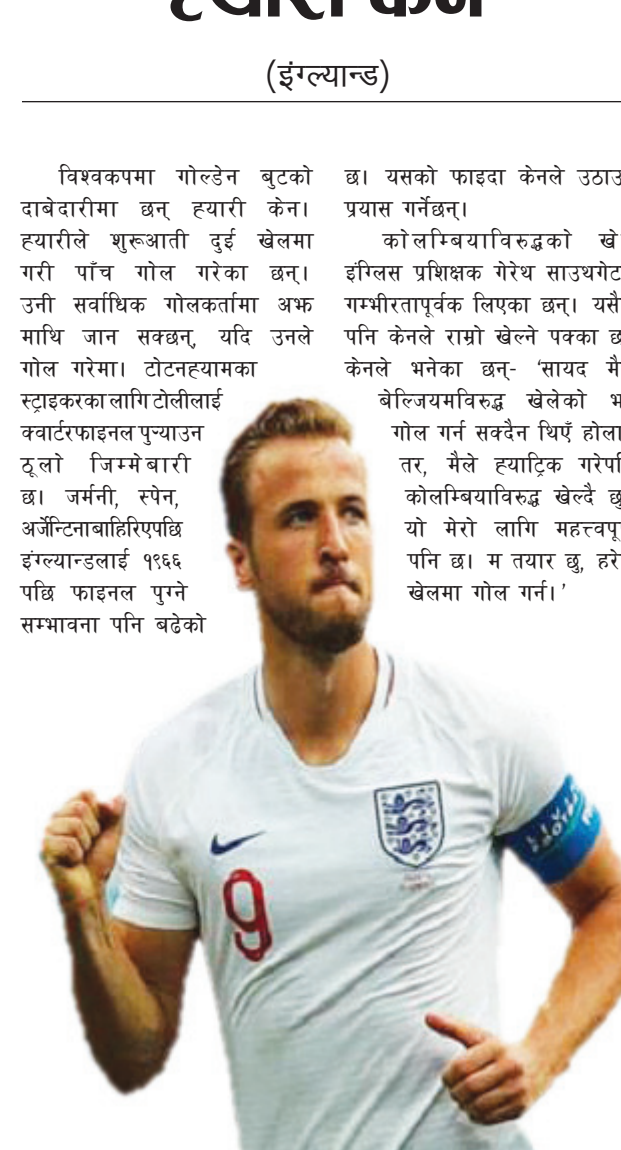 ह्यारी केन
(इंग्ल्यान्ड)
विश्वकपमा गोल्डेन बुटको
दाबेदारीमा छन् ह्यारी केन।
ह्यारीले शुरूआती दुई खेलमा
गरी पाँच गोल गरेका छन्।
उनी सर्वाधिक गोलकर्तामा अझ
माथि जान सक्छन्, यदि उनले
गोल गरेमा। टोटनह्यामका
स्ट्राइकरका लागि टोलीलाई
क्वार्टरफाइनल पुऱ्याउन
ठूलो जिम्मेबारी
छ। जर्मनी, स्पेन,
अर्जेन्टिना बाहिरिएपछि
इंग्ल्यान्डलाई १९६६
पछि फाइनल पुग्ने
सम्भावना पनि बढेको
छ। यसको फाइदा केनले
प्रयास गर्नेछन्।
कोलम्बियाविरुद्धको
इंग्लिस प्रशिक्षक गेरेथ साउथगेट
गम्भीरतापूर्वक लिएका छन्।
पनि केनले राम्रो खेल्ने पक्का
केनले भनेका छन्- ‘सायद
बेल्जियमविरुद्ध खेलेको
गोल गर्न सक्दैन थिएँ होला
तर, मैले ह्याट्रिक
कोलम्बियाविरुद्ध खेल्दै
यो मेरो लागि
पनि छ। म तयार छु,
खेलमा गोल गर्न।’
9